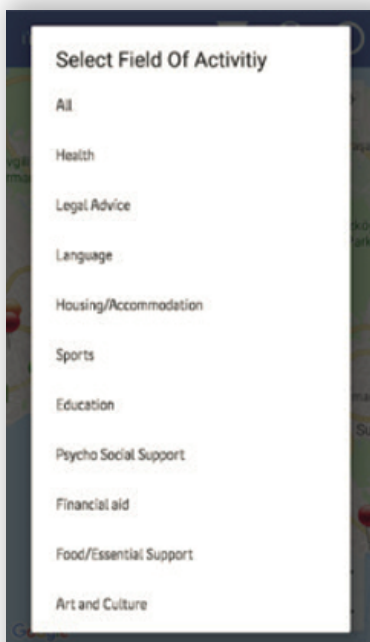 Select Field Of Activitiy
All
Health
Legal Advice
Language
Housing/Accommodation
Sports
Education
Psycho Social Support
Financial aid
Food/Essential Support
Art and Culture